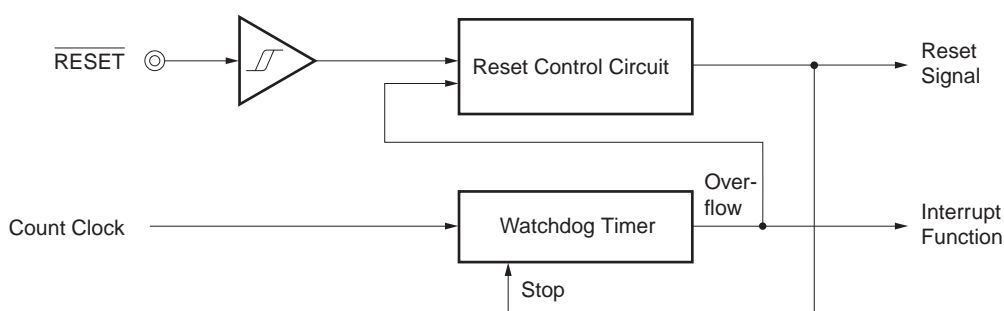 RESET
Reset Control Circuit
Reset
Signal
Over-
flow
Count Clock
Watchdog Timer
Interrupt
Function
Stop